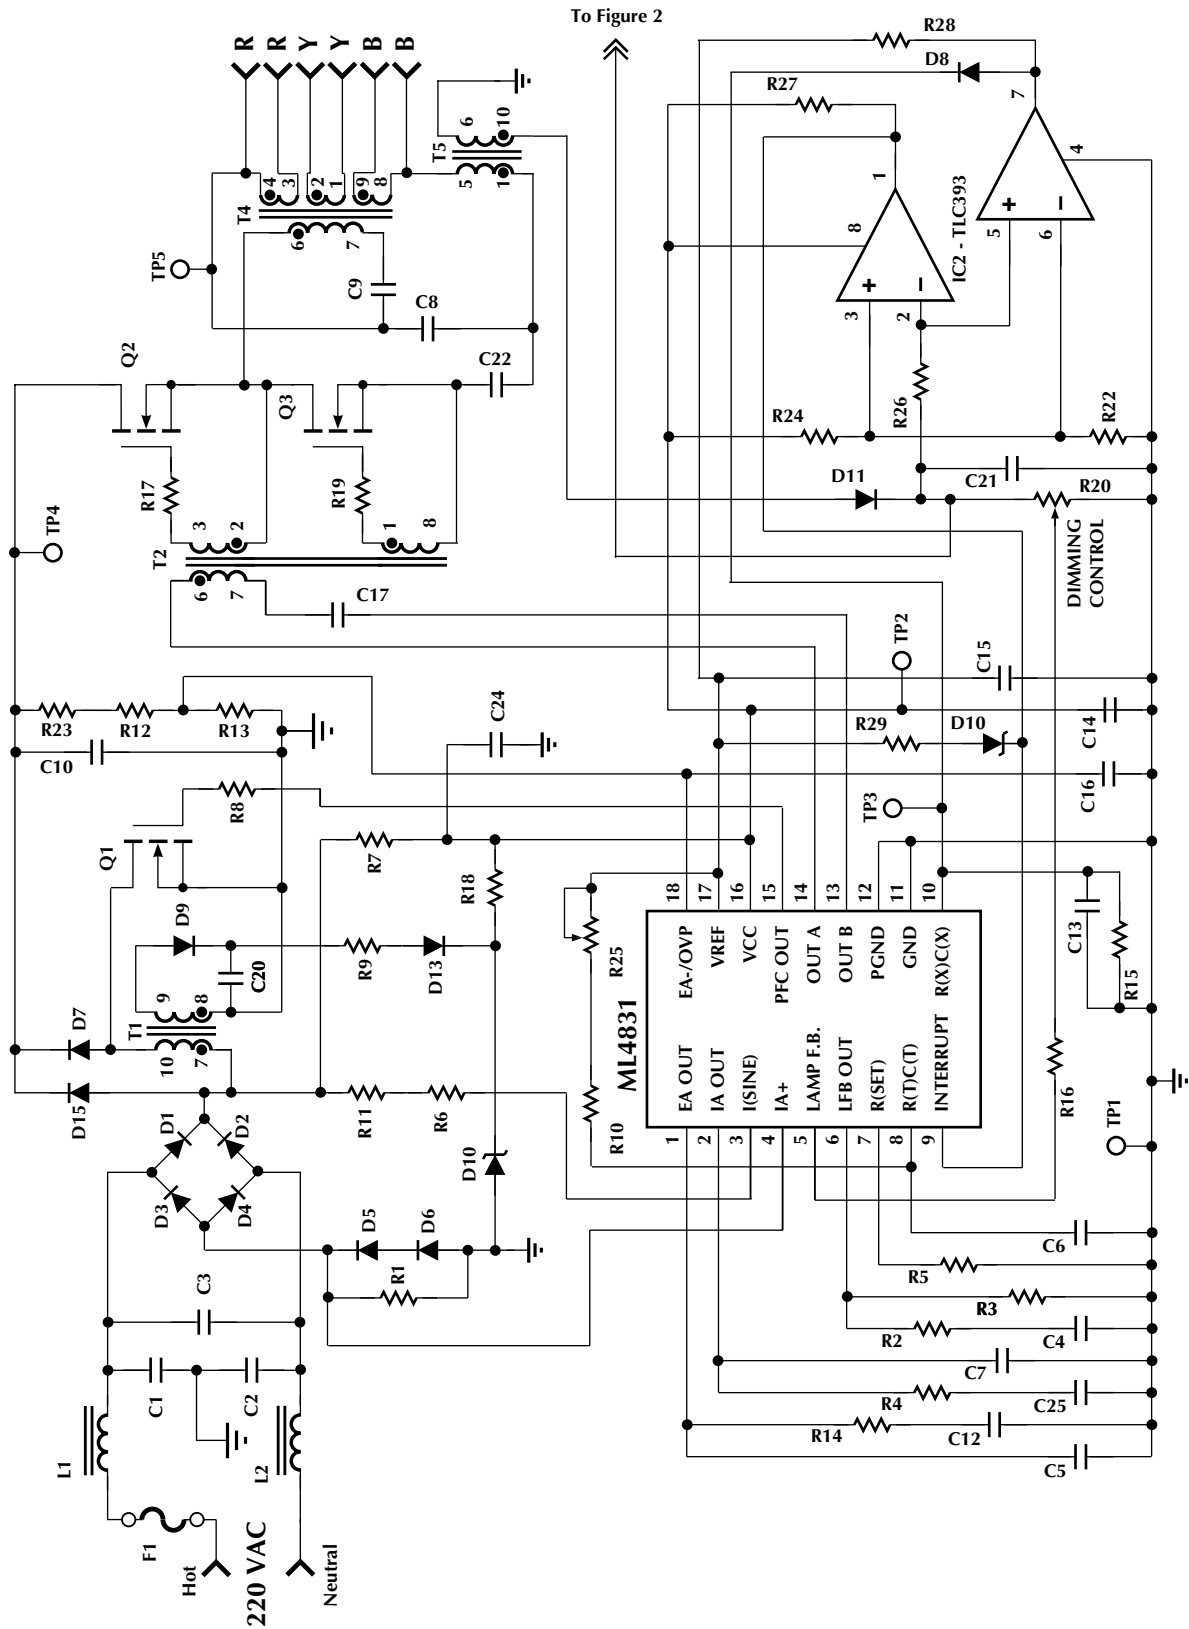 To Figure 2
R
R
Y
Y
B
B
R28
D8
R27
7
4
6
10
T5
5
1
4
3
2
1
9
8
T4
6
7
TP5
C9
C8
1
8
IC2 - TLC393
+
−
5
6
+
−
3
2
Q2
Q3
C22
R24
R26
R22
D11
C21
R20
DIMMING
CONTROL
TP4
R17
R19
3
2
1
8
T2
6
7
C17
TP2
C15
R23
R12
R13
C10
C24
R29
D10
C14
C16
TP3
R8
Q1
R7
R18
D9
R9
D13
C20
9
8
T1
10
7
D7
D15
R25
R10
ML4831
18
17
16
15
14
13
12
11
10
EA-/OVP
VREF
VCC
PFC OUT
OUT A
OUT B
PGND
GND
R(X)C(X)
EA OUT
IA OUT
I(SINE)
IA+
LAMP F.B.
LFB OUT
R(SET)
R(T)C(T)
INTERRUPT
1
2
3
4
5
6
7
8
9
C13
R15
R16
TP1
R11
R6
D10
D1
D2
D3
D4
D5
D6
R1
C3
C1
C2
L1
L2
F1
Hot
220 VAC
Neutral
C6
R5
R3
R2
C4
C7
R4
C25
R14
C12
C5